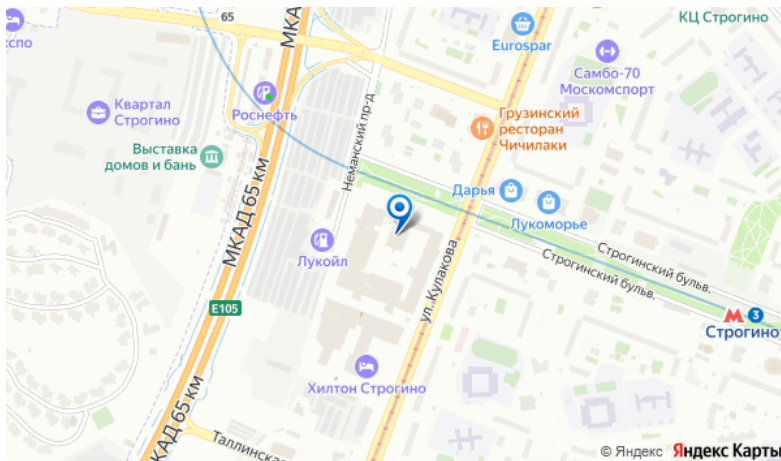 КЦ Строгино
65
МКАД
экспо
Eurospar
Самбо-70
Москомспорт
Квартал
Строгино
Роснефть
Грузинский
ресторан
Чичилаки
Неманский пр-д
Выставка
домов и бань
Дарья
Лукоморье
МКАД 65 км
Лукойл
ул. Кулакова
Строгинский бульв.
Строгинский бульв.
E105
3
Строгино
Хилтон Строгино
МКАД 65 км
Таллинская
© Яндекс Яндекс Карты